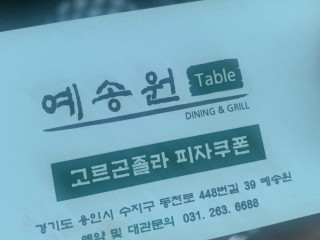 예송원 Table
DINING & GRILL
고르곤졸라 피자쿠폰
경기도 용인시 수지구 동천로 448번길 39 예송원
예약 및 대관문의 031. 263. 6688